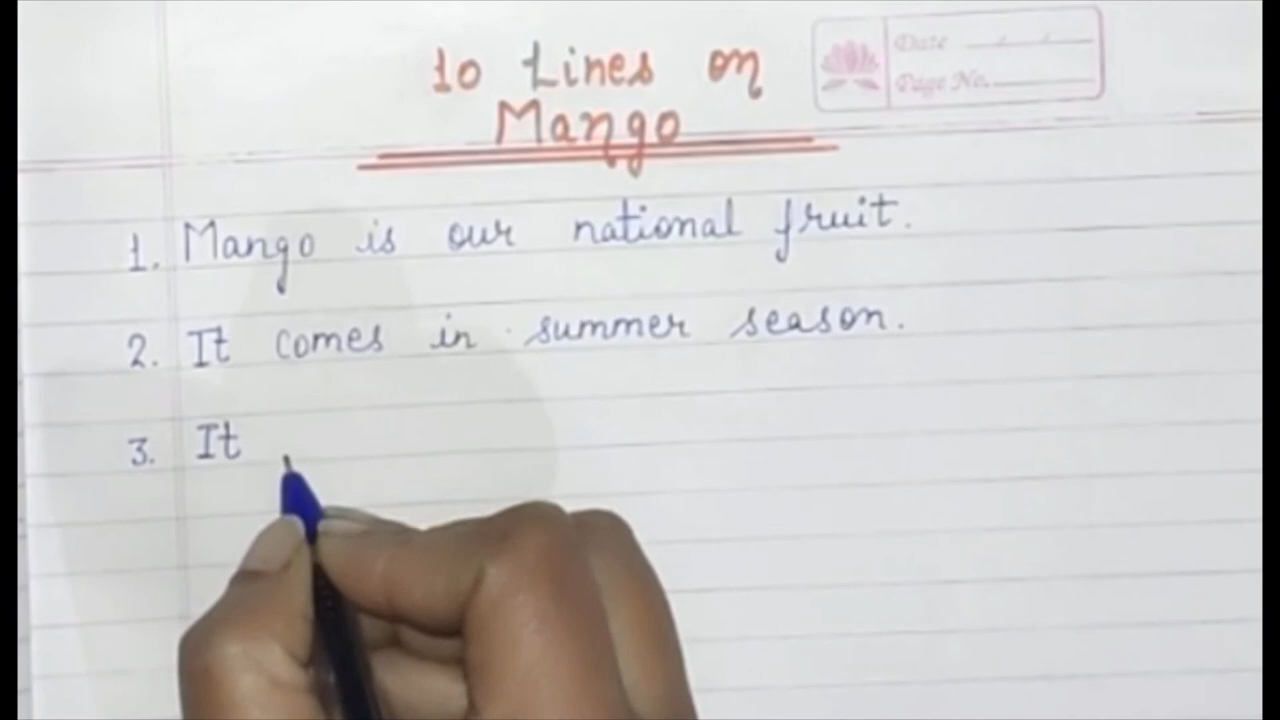 10 Lines on
Mango
Date
Page No.
1. Mango is our national fruit.
2. It comes in summer season.
3. It